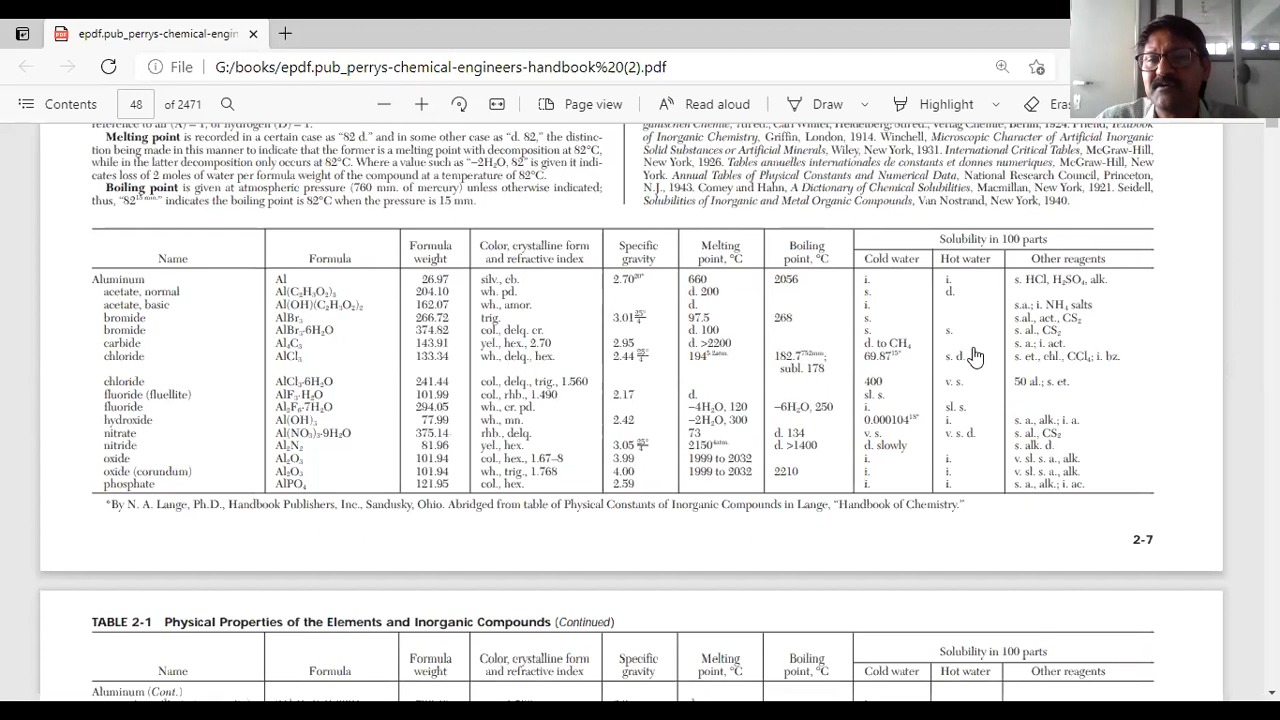 epdf.pub_perrys-chemical-engin
File G:/books/epdf.pub_perrys-chemical-engineers-handbook%20(2).pdf
Contents 48 of 2471 Page view Read aloud Draw Highlight Eras
Melting point is recorded in a certain case as “82 d.” and in some other case as “d. 82,” the distinc-
tion being made in this manner to indicate that the former is a melting point with decomposition at 82°C,
while in the latter decomposition only occurs at 82°C. Where a value such as “−2H₂O, 82” is given it indi-
cates loss of 2 moles of water per formula weight of the compound at a temperature of 82°C.
Boiling point is given at atmospheric pressure (760 mm. of mercury) unless otherwise indicated;
thus, “82¹⁵ ᵐᵐ·” indicates the boiling point is 82°C when the pressure is 15 mm.
of Inorganic Chemistry, Griffin, London, 1914. Winchell, Microscopic Character of Artificial Inorganic
Solid Substances or Artificial Minerals, Wiley, New York, 1931. International Critical Tables, McGraw-Hill,
New York, 1926. Tables annuelles internationales de constants et donnes numeriques, McGraw-Hill,
New York. Annual Tables of Physical Constants and Numerical Data, National Research Council, Princeton,
N.J., 1943. Comey and Hahn, A Dictionary of Chemical Solubilities, Macmillan, New York, 1921. Seidell,
Solubilities of Inorganic and Metal Organic Compounds, Van Nostrand, New York, 1940.
Name Formula Formula weight Color, crystalline form and refractive index Specific gravity Melting point, °C Boiling point, °C Solubility in 100 parts
Cold water Hot water Other reagents
Aluminum Al 26.97 silv., cb. 2.70²⁰° 660 2056 i. i. s. HCl, H₂SO₄, alk.
acetate, normal Al(C₂H₃O₂)₃ 204.10 wh. pd. d. 200 s. d.
acetate, basic Al(OH)(C₂H₃O₂)₂ 162.07 wh., amor. d. i. s.a.; i. NH₄ salts
bromide AlBr₃ 266.72 trig. 3.01 25°/4 97.5 268 s. s.al., act., CS₂
bromide AlBr₃·6H₂O 374.82 col., delq. cr. d. 100 s. s. s. al., CS₂
carbide Al₄C₃ 143.91 yel., hex., 2.70 2.95 d. >2200 d. to CH₄ s. a.; i. act.
chloride AlCl₃ 133.34 wh., delq., hex. 2.44 25°/4 194⁵·²ᵃᵗᵐ· 182.7⁷⁵²ᵐᵐ; 69.87¹⁵° s. d. s. et., chl., CCl₄; i. bz.
subl. 178
chloride AlCl₃·6H₂O 241.44 col., delq., trig., 1.560 400 v. s. 50 al.; s. et.
fluoride (fluellite) AlF₃·H₂O 101.99 col., rhb., 1.490 2.17 d. sl. s.
fluoride Al₂F₆·7H₂O 294.05 wh., cr. pd. −4H₂O, 120 −6H₂O, 250 i. sl. s.
hydroxide Al(OH)₃ 77.99 wh., mn. 2.42 −2H₂O, 300 0.000104¹⁸° i. s. a., alk.; i. a.
nitrate Al(NO₃)₃·9H₂O 375.14 rhb., delq. 73 d. 134 v. s. v. s. d. s. al., CS₂
nitride Al₂N₂ 81.96 yel., hex. 3.05 25°/4 2150⁴ᵃᵗᵐ· d. >1400 d. slowly s. alk. d.
oxide Al₂O₃ 101.94 col., hex., 1.67–8 3.99 1999 to 2032 i. i. v. sl. s. a., alk.
oxide (corundum) Al₂O₃ 101.94 wh., trig., 1.768 4.00 1999 to 2032 2210 i. i. v. sl. s. a., alk.
phosphate AlPO₄ 121.95 col., hex. 2.59 i. i. s. a., alk.; i. ac.
*By N. A. Lange, Ph.D., Handbook Publishers, Inc., Sandusky, Ohio. Abridged from table of Physical Constants of Inorganic Compounds in Lange, “Handbook of Chemistry.”
2-7
TABLE 2-1 Physical Properties of the Elements and Inorganic Compounds (Continued)
Name Formula Formula weight Color, crystalline form and refractive index Specific gravity Melting point, °C Boiling point, °C Solubility in 100 parts
Cold water Hot water Other reagents
Aluminum (Cont.)